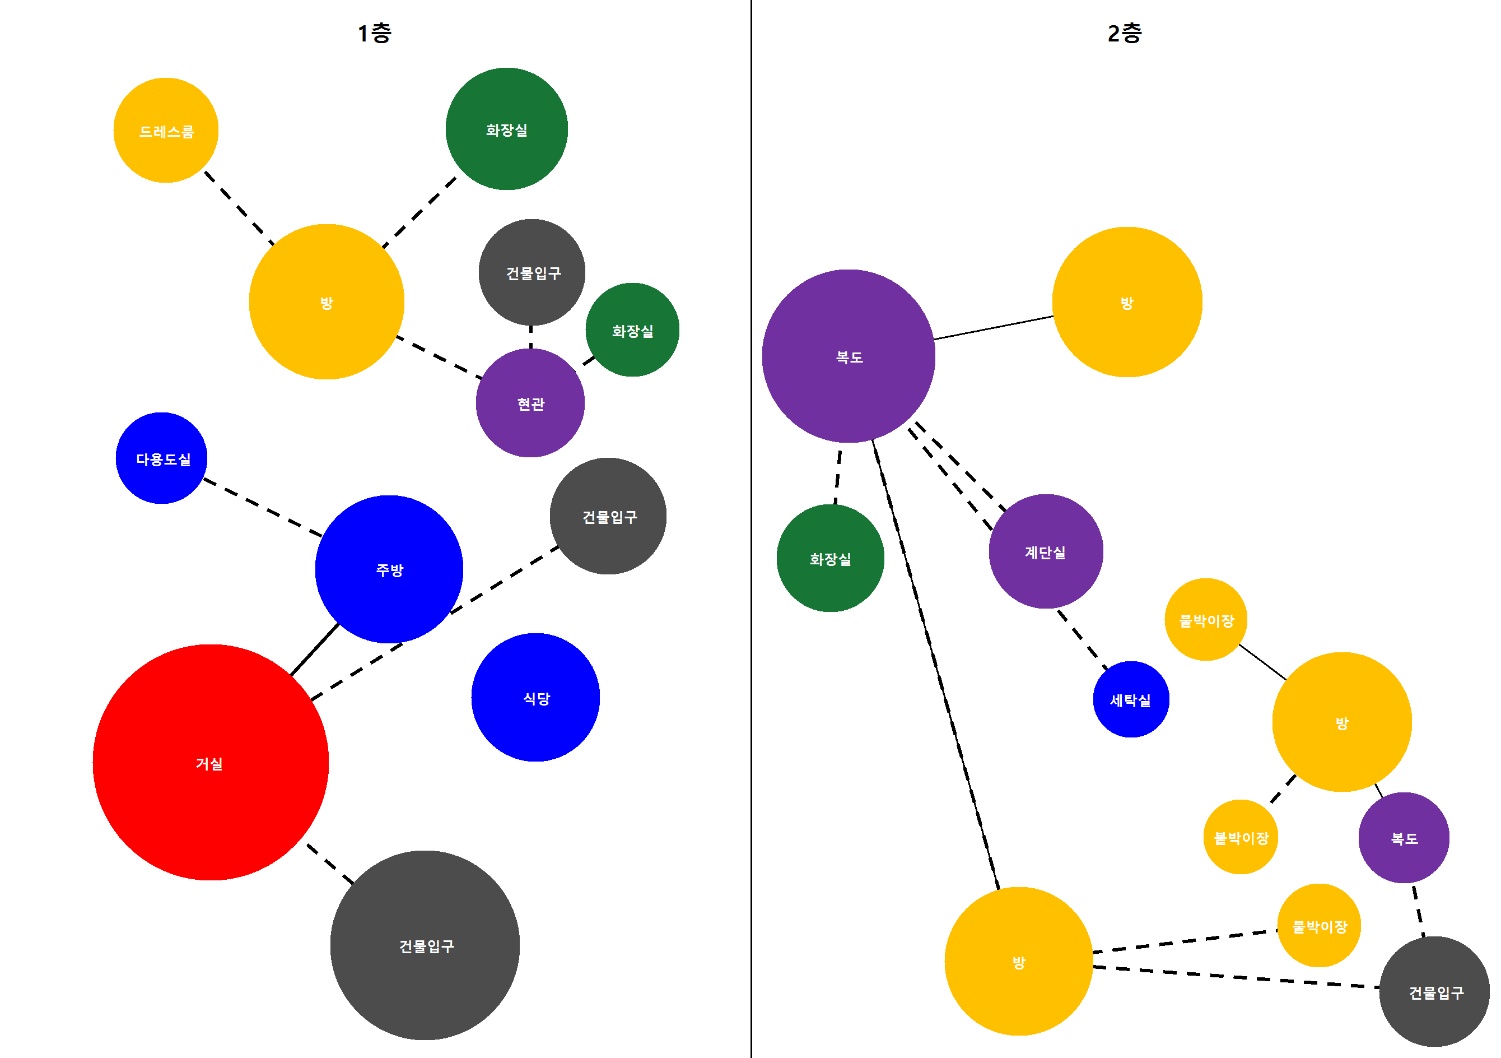 1층
드레스룸
화장실
건물입구
방
화장실
현관
다용도실
건물입구
주방
식당
거실
건물입구
2층
방
복도
화장실
계단실
붙박이장
세탁실
방
붙박이장
복도
붙박이장
방
건물입구